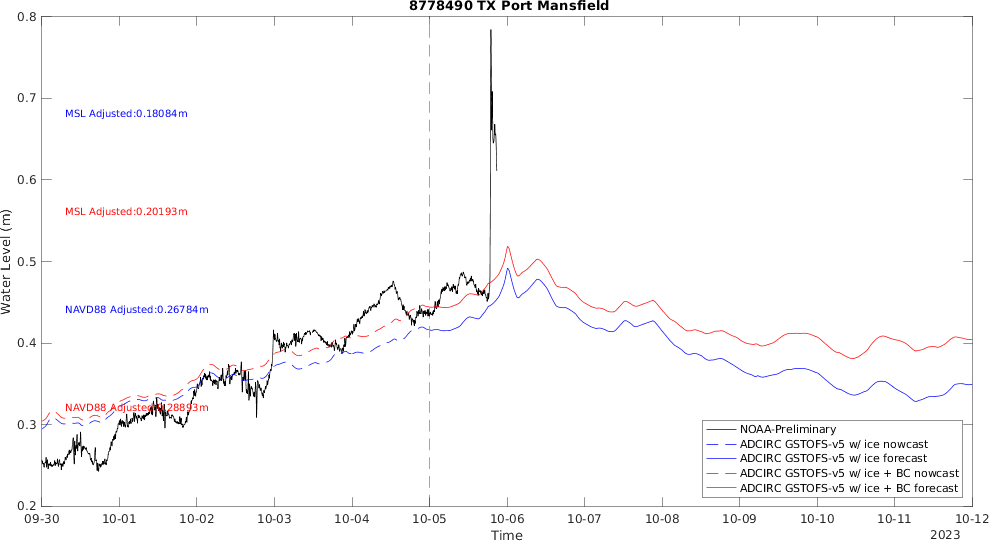 8778490 TX Port Mansfield
0.8
0.7
0.6
0.5
0.4
0.3
0.2
Water Level (m)
MSL Adjusted:0.18084m
MSL Adjusted:0.20193m
NAVD88 Adjusted:0.26784m
NAVD88 Adjusted:0.28893m
NOAA-Preliminary
ADCIRC GSTOFS-v5 w/ ice nowcast
ADCIRC GSTOFS-v5 w/ ice forecast
ADCIRC GSTOFS-v5 w/ ice + BC nowcast
ADCIRC GSTOFS-v5 w/ ice + BC forecast
09-30 10-01 10-02 10-03 10-04 10-05 10-06 10-07 10-08 10-09 10-10 10-11 10-12
Time
2023